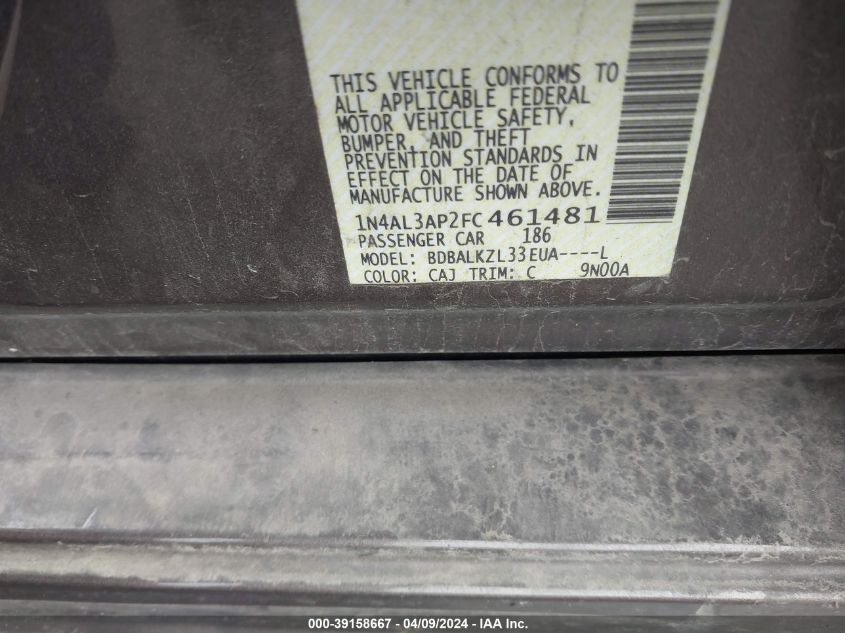 THIS VEHICLE CONFORMS TO
ALL APPLICABLE FEDERAL
MOTOR VEHICLE SAFETY,
BUMPER, AND THEFT
PREVENTION STANDARDS IN
EFFECT ON THE DATE OF
MANUFACTURE SHOWN ABOVE.
1N4AL3AP2FC461481
PASSENGER CAR 186
MODEL: BDBALKZL33EUA----L
COLOR: CAJ TRIM: C 9N00A
000-39158667 - 04/09/2024 - IAA Inc.